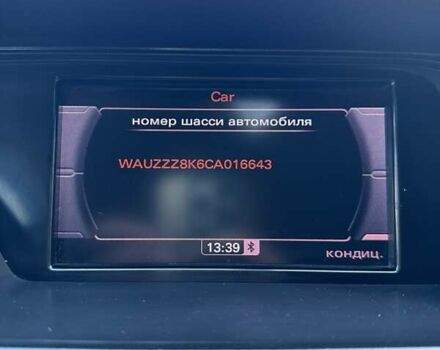 Car
номер шасси автомобиля
WAUZZZ8K6CA016643
13:39
кондиц.